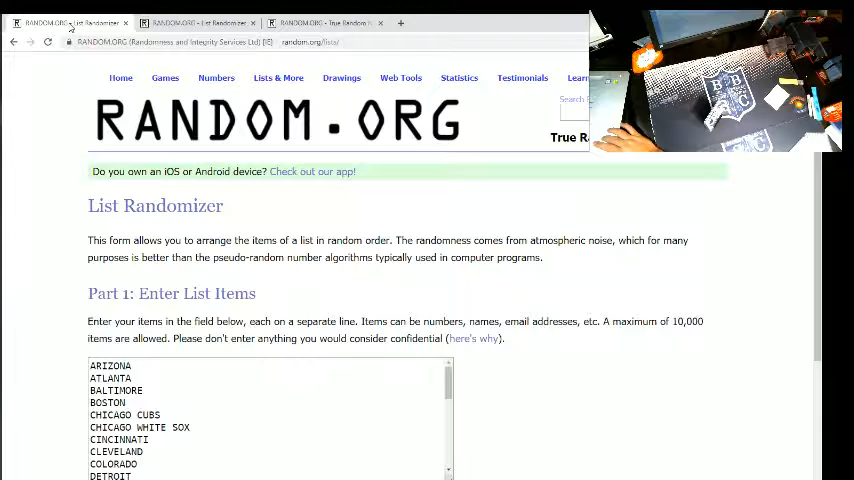 RANDOM.ORG - List Randomizer
RANDOM.ORG - List Randomizer
RANDOM.ORG - True Random
RANDOM.ORG (Randomness and Integrity Services Ltd) [IE]
random.org/lists/
Home
Games
Numbers
Lists & More
Drawings
Web Tools
Statistics
Testimonials
Learn
RANDOM.ORG
Search
True Ra
Do you own an iOS or Android device? Check out our app!
List Randomizer
This form allows you to arrange the items of a list in random order. The randomness comes from atmospheric noise, which for many
purposes is better than the pseudo-random number algorithms typically used in computer programs.
Part 1: Enter List Items
Enter your items in the field below, each on a separate line. Items can be numbers, names, email addresses, etc. A maximum of 10,000
items are allowed. Please don't enter anything you would consider confidential (here's why).
ARIZONA
ATLANTA
BALTIMORE
BOSTON
CHICAGO CUBS
CHICAGO WHITE SOX
CINCINNATI
CLEVELAND
COLORADO
DETROIT
B B
G C